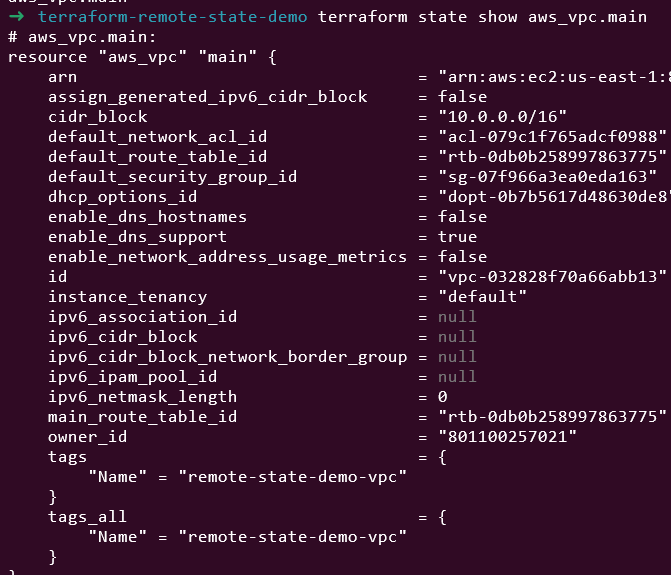 aws_vpc.main
→ terraform-remote-state-demo terraform state show aws_vpc.main
# aws_vpc.main:
resource "aws_vpc" "main" {
    arn                                  = "arn:aws:ec2:us-east-1:8
    assign_generated_ipv6_cidr_block     = false
    cidr_block                           = "10.0.0.0/16"
    default_network_acl_id               = "acl-079c1f765adcf0988"
    default_route_table_id               = "rtb-0db0b258997863775"
    default_security_group_id            = "sg-07f966a3ea0eda163"
    dhcp_options_id                      = "dopt-0b7b5617d48630de8"
    enable_dns_hostnames                 = false
    enable_dns_support                   = true
    enable_network_address_usage_metrics = false
    id                                   = "vpc-032828f70a66abb13"
    instance_tenancy                     = "default"
    ipv6_association_id                  = null
    ipv6_cidr_block                      = null
    ipv6_cidr_block_network_border_group = null
    ipv6_ipam_pool_id                    = null
    ipv6_netmask_length                  = 0
    main_route_table_id                  = "rtb-0db0b258997863775"
    owner_id                             = "801100257021"
    tags                                 = {
        "Name" = "remote-state-demo-vpc"
    }
    tags_all                             = {
        "Name" = "remote-state-demo-vpc"
    }
}